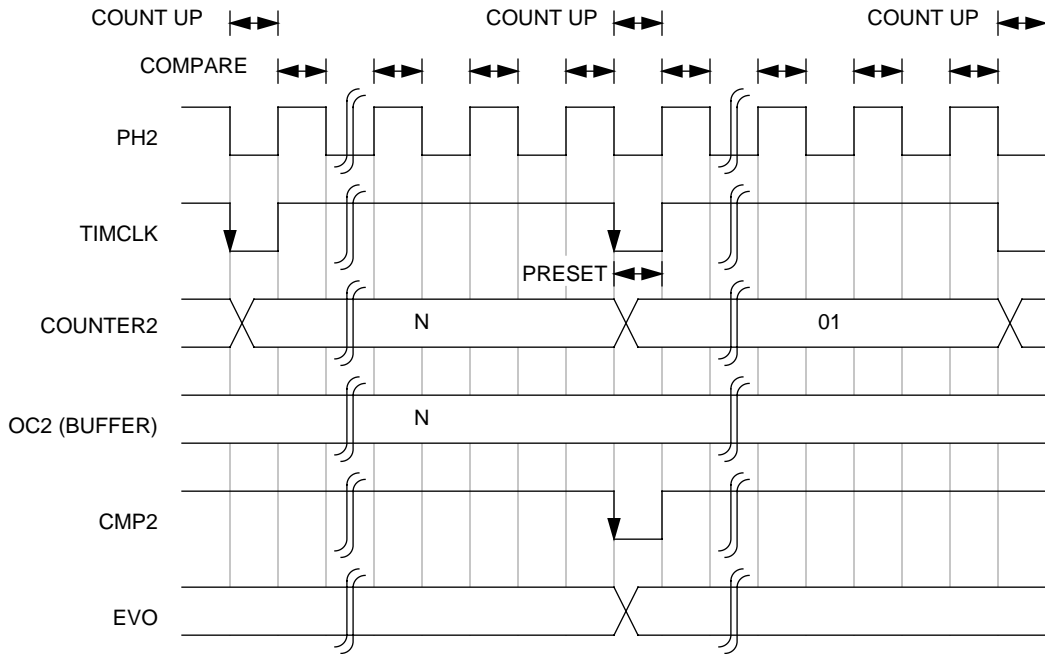 COUNT UP COUNT UP COUNT UP
COMPARE
PH2
TIMCLK
PRESET
COUNTER2 N 01
OC2 (BUFFER) N
CMP2
EVO